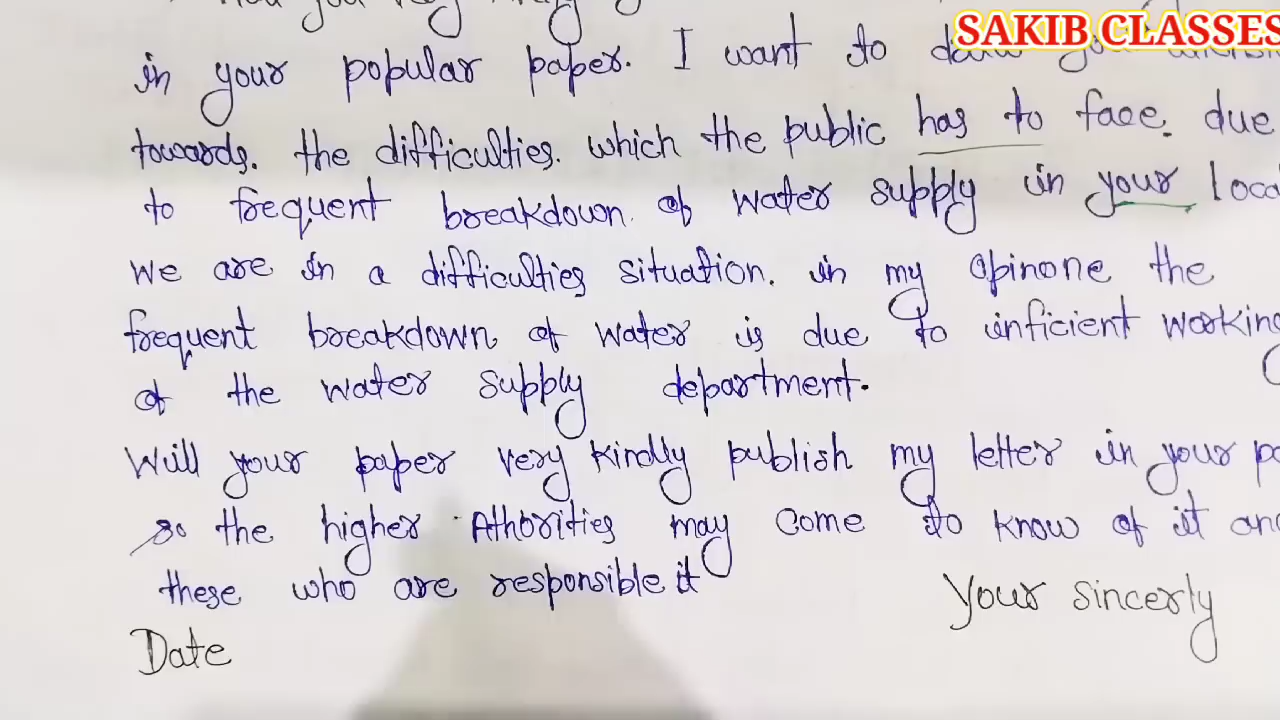 SAKIB CLASSES
in your popular paper. I want to draw your
towards. the difficulties. which the public has to face. due
to frequent breakdown. of water supply in your
we are in a difficulties situation. in my opinone the
frequent breakdown of water is due to inficient working
of the water supply department.
Will your paper very kindly publish my letter in your
so the higher Athorities may come to know of it and
these who are responsible it
Your sincerly
Date